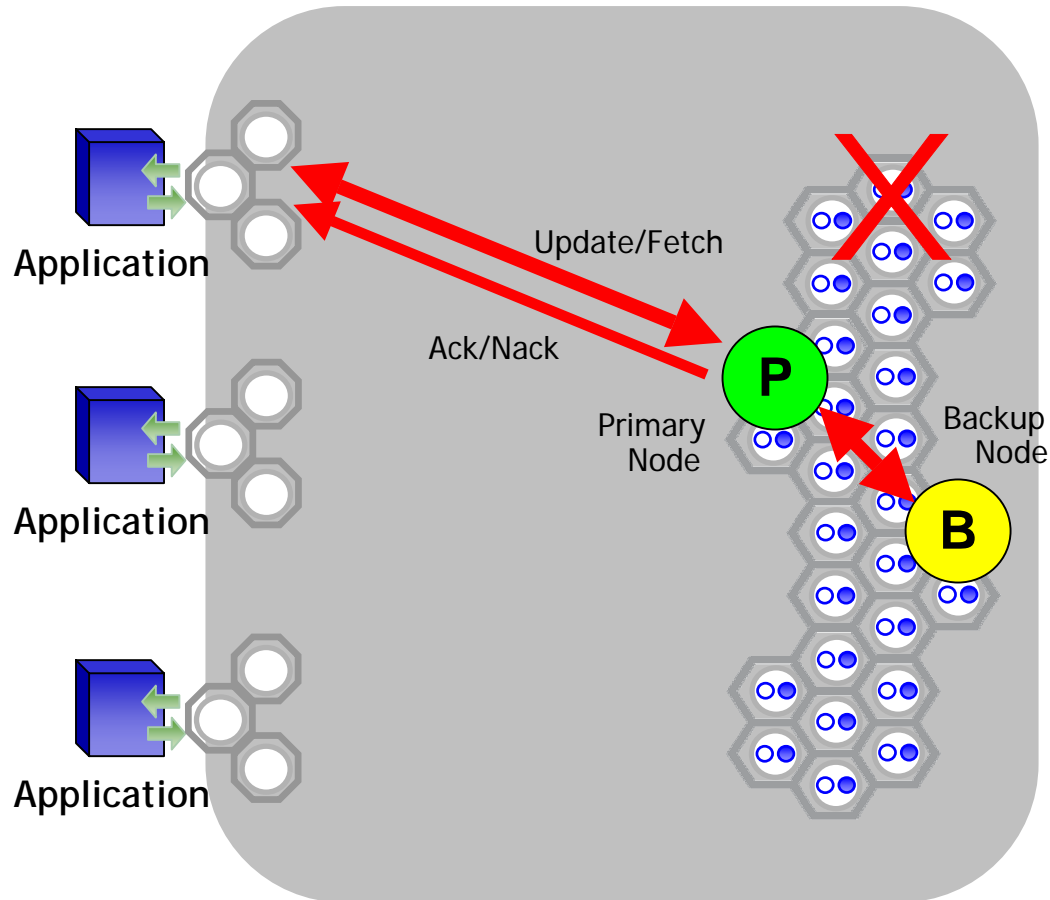 Application
Update/Fetch
Ack/Nack
P
Primary
Node
Backup
Node
B
Application
Application